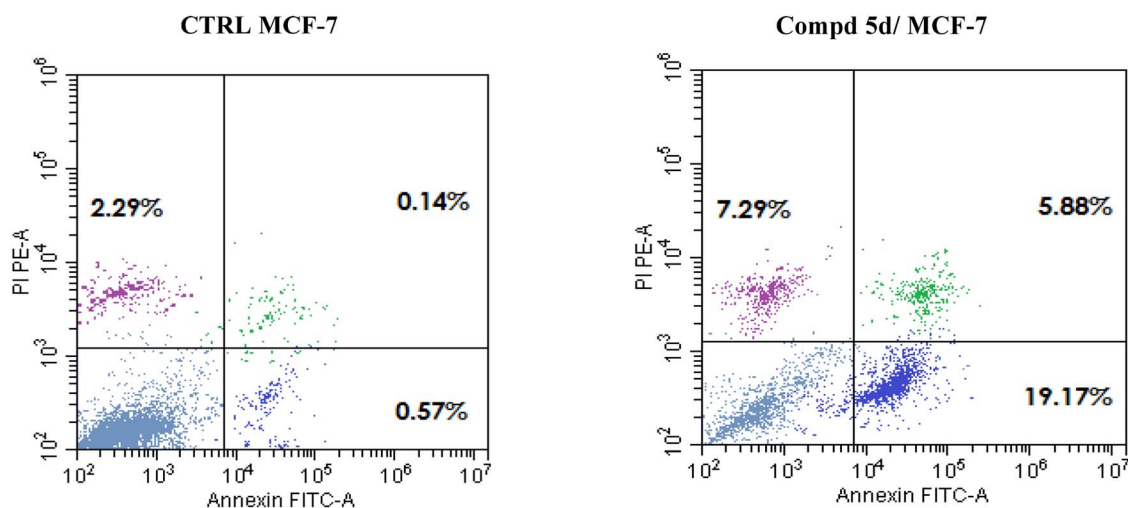 CTRL MCF-7
10^6
10^5
10^4
10^3
10^2
PI PE-A
2.29%
0.14%
0.57%
10^2 10^3 10^4 10^5 10^6 10^7
Annexin FITC-A
Compd 5d/ MCF-7
10^6
10^5
10^4
10^3
10^2
PI PE-A
7.29%
5.88%
19.17%
10^2 10^3 10^4 10^5 10^6 10^7
Annexin FITC-A